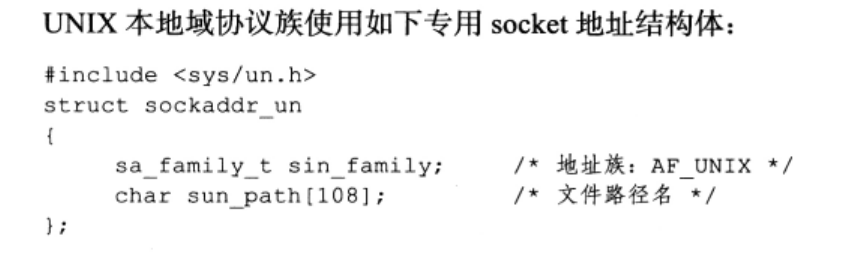 UNIX 本地域协议族使用如下专用 socket 地址结构体：
#include <sys/un.h>
struct sockaddr_un
{
sa_family_t sin_family; /* 地址族：AF_UNIX */
char sun_path[108]; /* 文件路径名 */
};